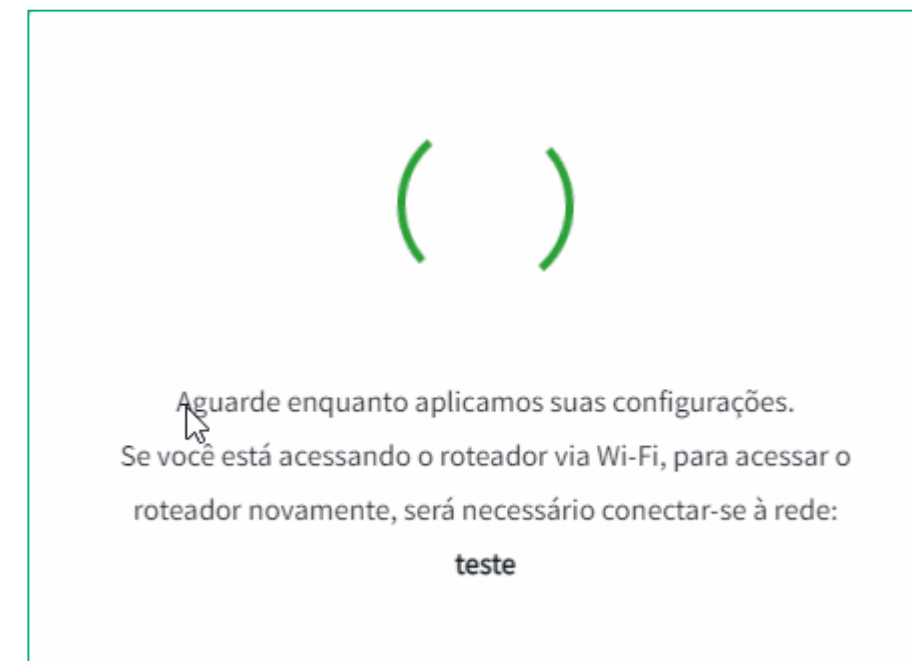 Aguarde enquanto aplicamos suas configurações.
Se você está acessando o roteador via Wi-Fi, para acessar o
roteador novamente, será necessário conectar-se à rede:
teste